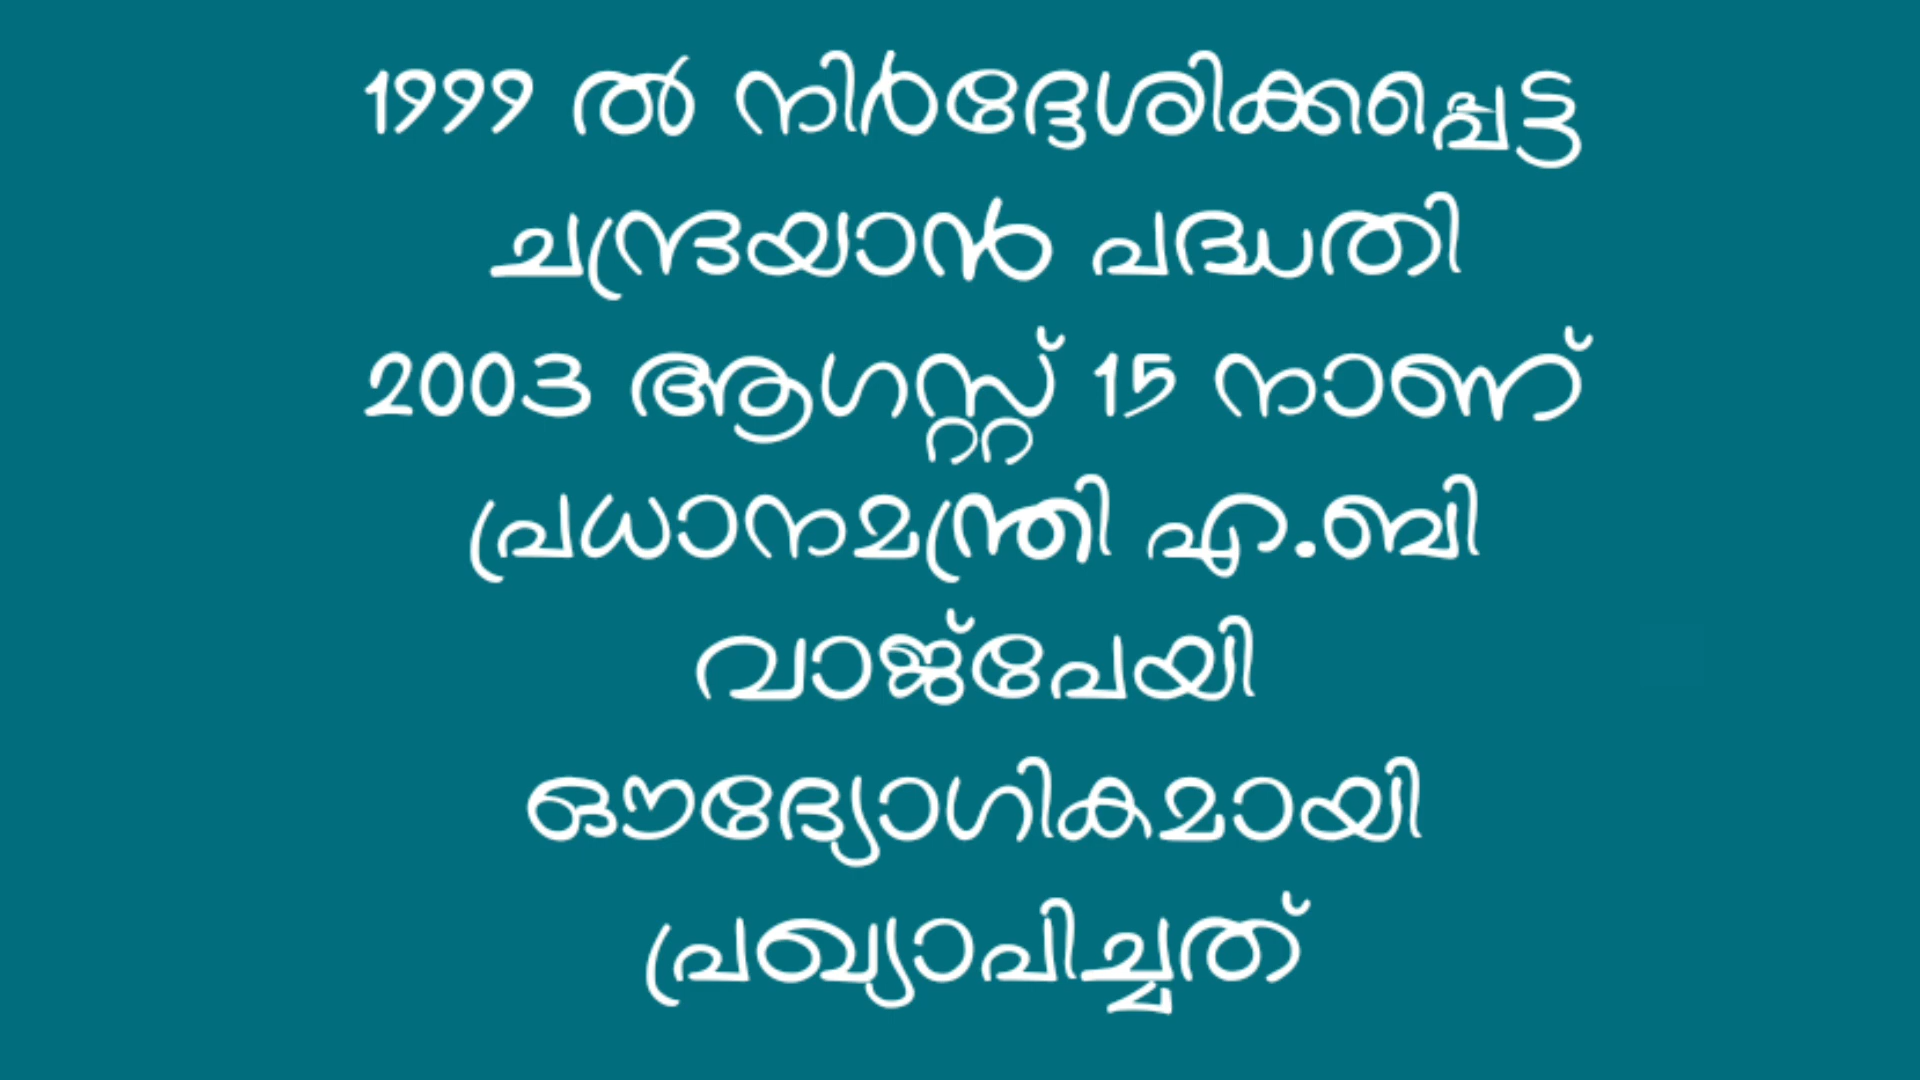 1999 ൽ നിർദ്ദേശിക്കപ്പെട്ട
ചന്ദ്രയാൻ പദ്ധതി
2003 ആഗസ്റ്റ് 15 നാണ്
പ്രധാനമന്ത്രി എ.ബി
വാജ്പേയി
ഔദ്യോഗികമായി
പ്രഖ്യാപിച്ചത്